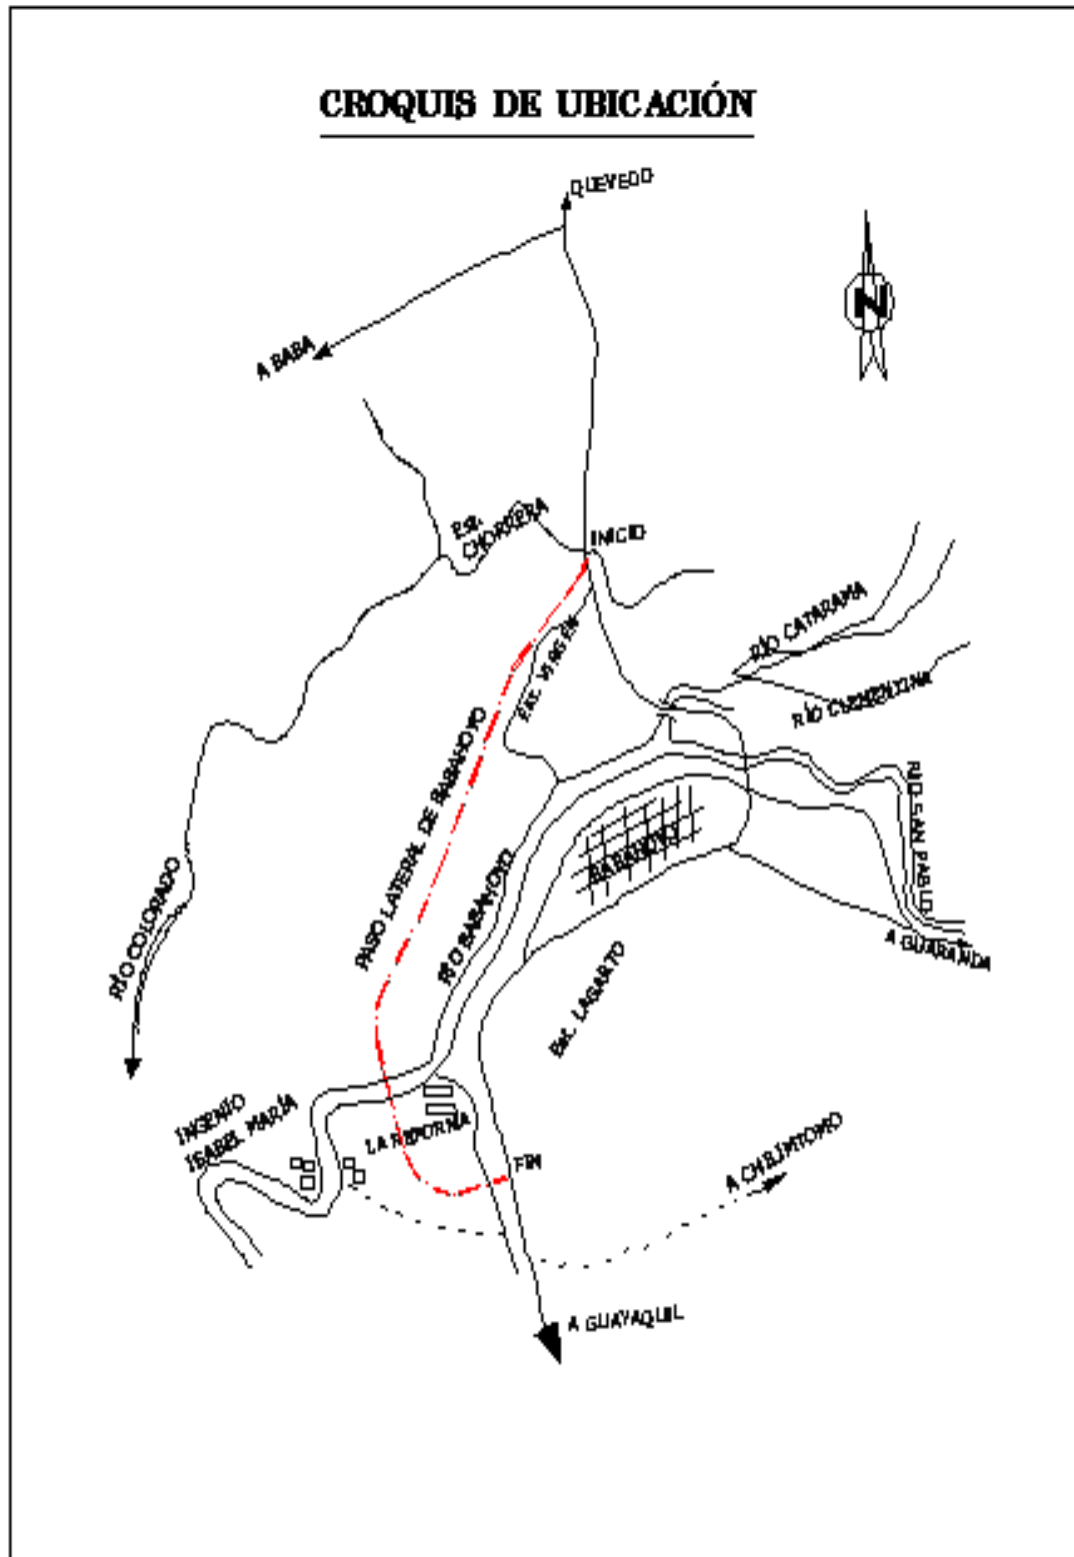 CROQUIS DE UBICACIÓN
QUEVEDO
N
A BABA
Est.
CHORRERA
INICIO
RÍO CATARAMA
Est. VIRGEN
RÍO CLEMENTINA
PASO LATERAL DE BABAHOYO
RÍO SAN PABLO
BABAHOYO
RÍO BABAHOYO
RÍO COLORADO
A GUARANDA
Est. LAGARTO
INGENIO
ISABEL MARÍA
LA REFORMA
FIN
A CHILINTOMO
A GUAYAQUIL